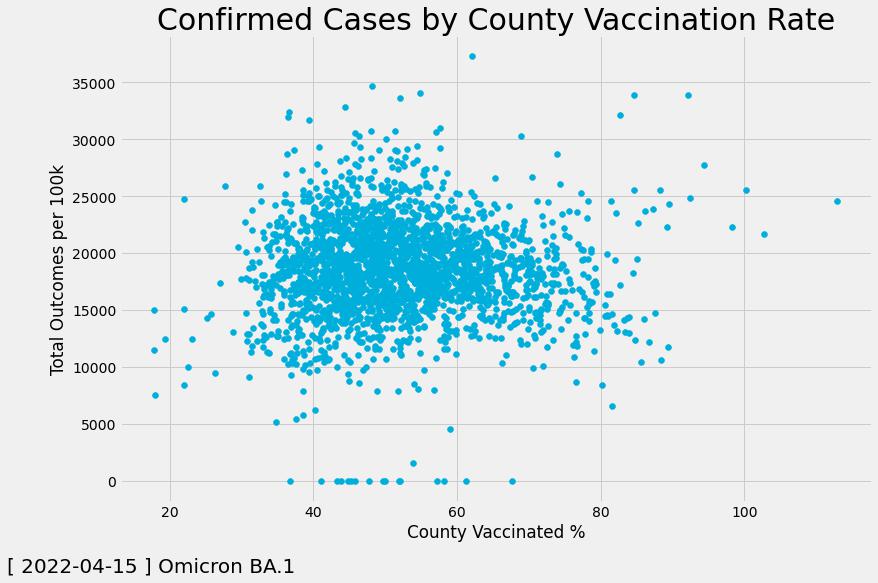 Confirmed Cases by County Vaccination Rate
Total Outcomes per 100k
35000
30000
25000
20000
15000
10000
5000
0
20 40 60 80 100
County Vaccinated %
[ 2022-04-15 ] Omicron BA.1